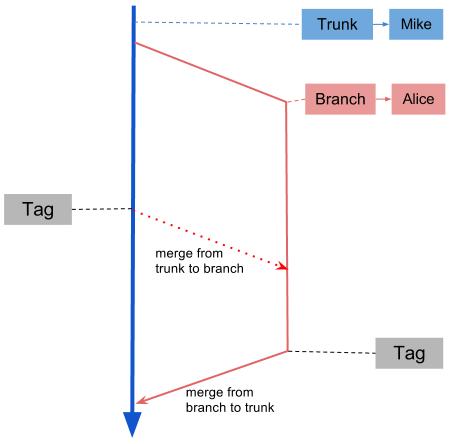 Trunk
Mike
Branch
Alice
Tag
merge from
trunk to branch
Tag
merge from
branch to trunk